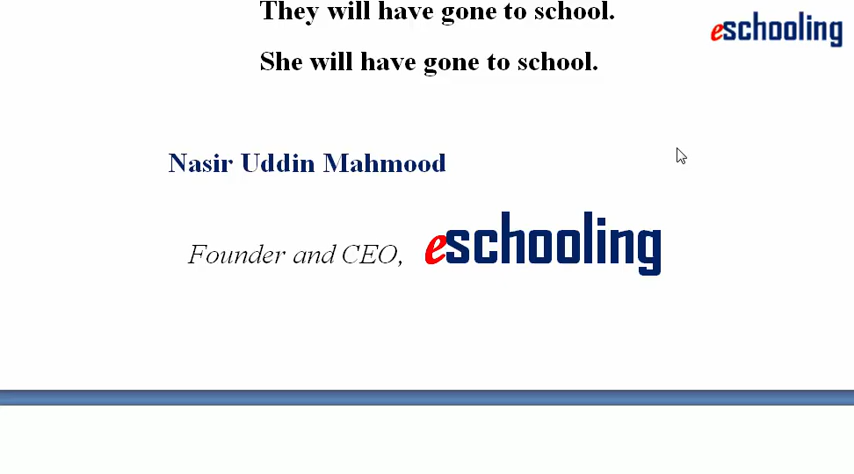 They will have gone to school.
eschooling
She will have gone to school.
Nasir Uddin Mahmood
Founder and CEO, eschooling